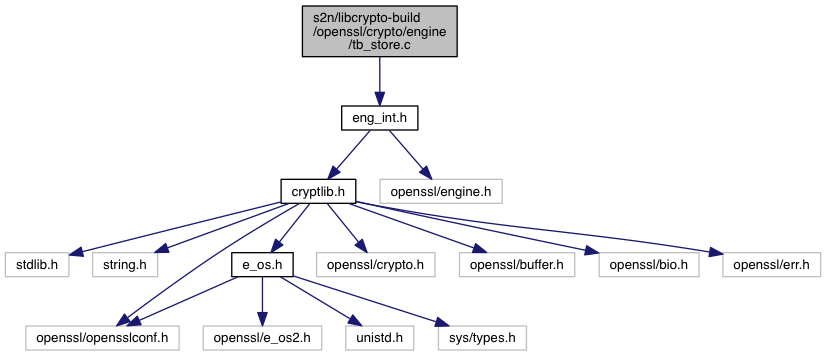 s2n/libcrypto-build
/openssl/crypto/engine
/tb_store.c
eng_int.h
cryptlib.h
openssl/engine.h
stdlib.h
string.h
e_os.h
openssl/crypto.h
openssl/buffer.h
openssl/bio.h
openssl/err.h
openssl/opensslconf.h
openssl/e_os2.h
unistd.h
sys/types.h